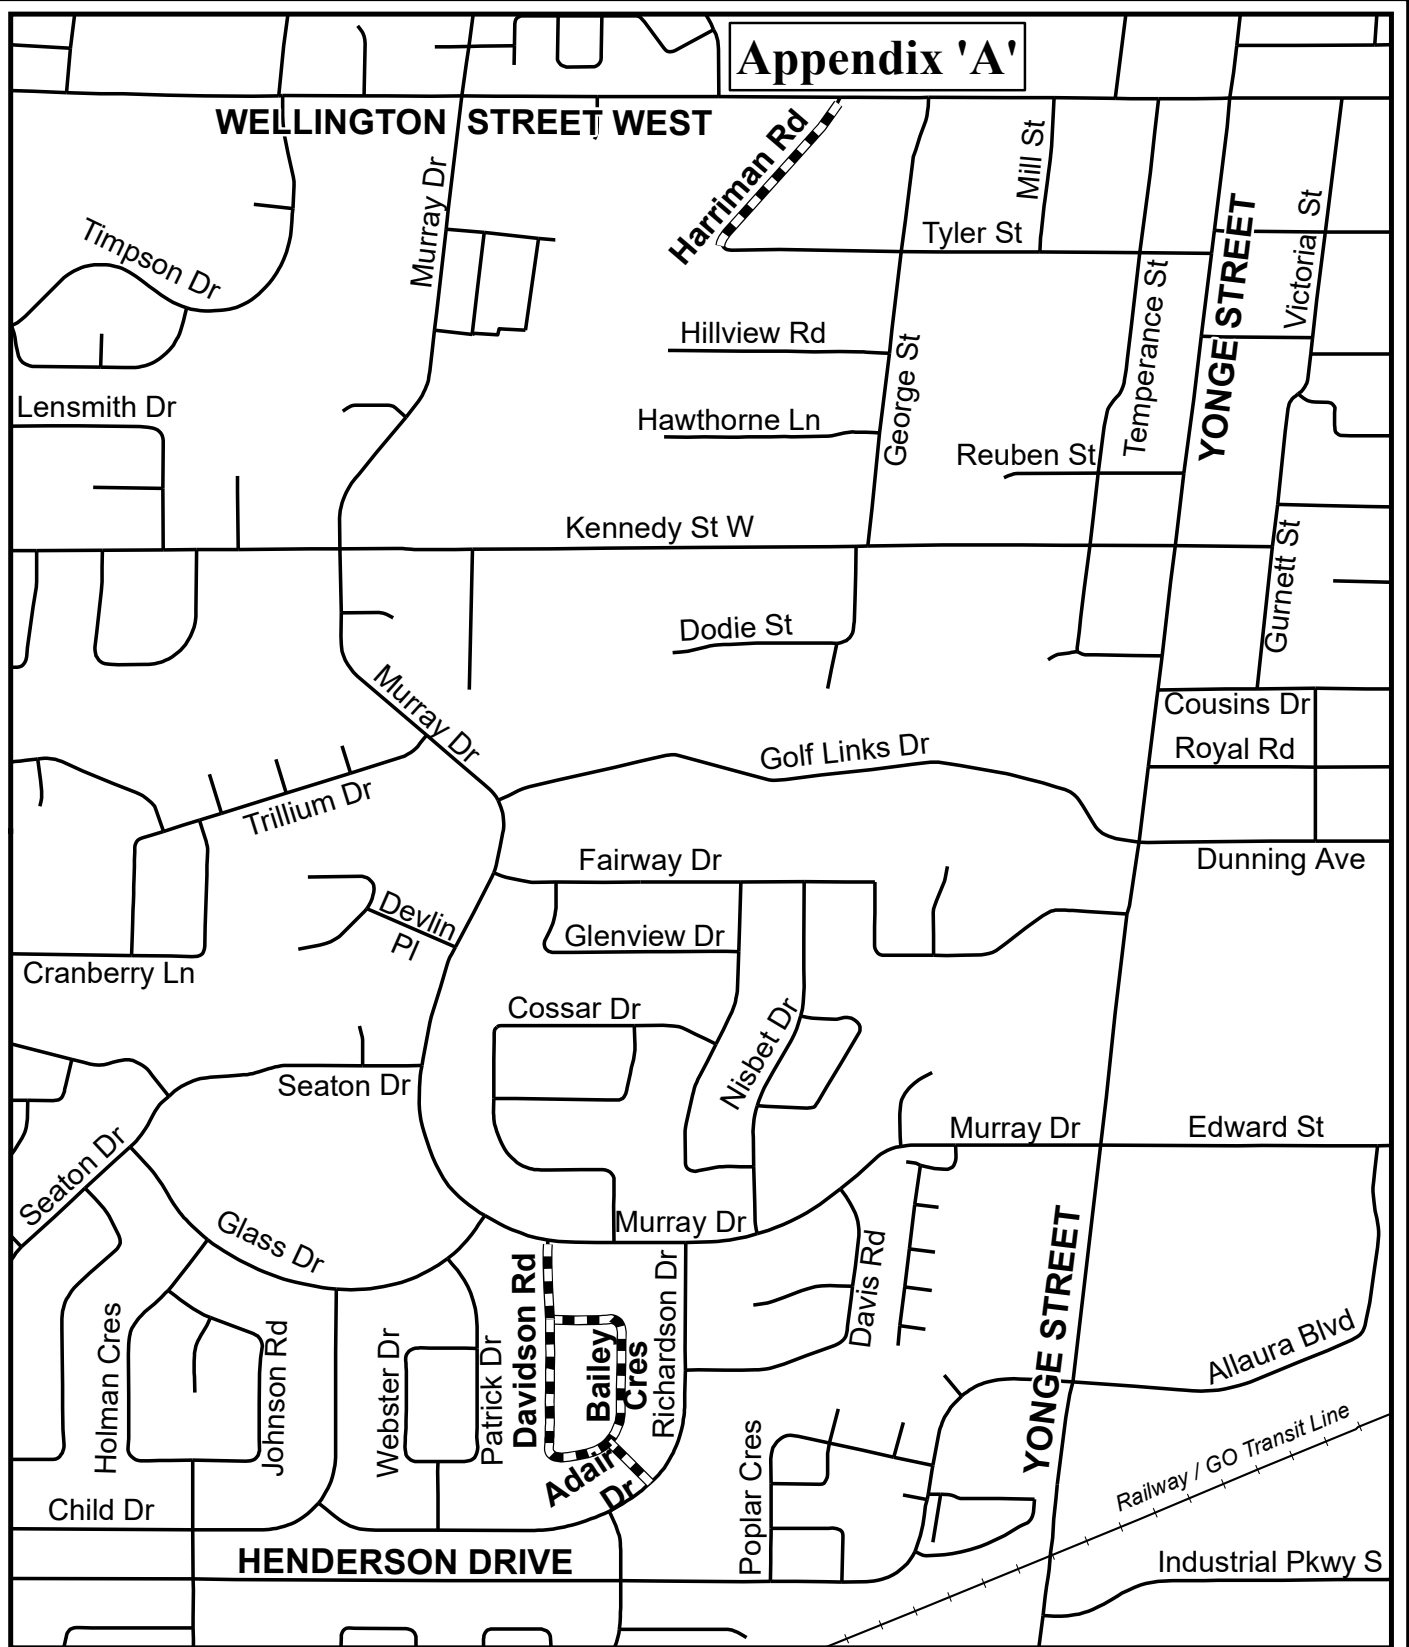 Appendix 'A'
WELLINGTON STREET WEST
Harriman Rd
Mill St
Murray Dr
Timpson Dr
Tyler St
Victoria St
YONGE STREET
Temperance St
Hillview Rd
George St
Lensmith Dr
Hawthorne Ln
Reuben St
Kennedy St W
Gurnett St
Dodie St
Murray Dr
Cousins Dr
Golf Links Dr
Royal Rd
Trillium Dr
Fairway Dr
Dunning Ave
Devlin
Pl
Glenview Dr
Cranberry Ln
Cossar Dr
Nisbet Dr
Seaton Dr
Murray Dr
Edward St
Seaton Dr
Glass Dr
Murray Dr
Davis Rd
YONGE STREET
Davidson Rd
Richardson Dr
Bailey
Cres
Holman Cres
Johnson Rd
Webster Dr
Patrick Dr
Allaura Blvd
Railway / GO Transit Line
Poplar Cres
Adair
Dr
Child Dr
HENDERSON DRIVE
Industrial Pkwy S